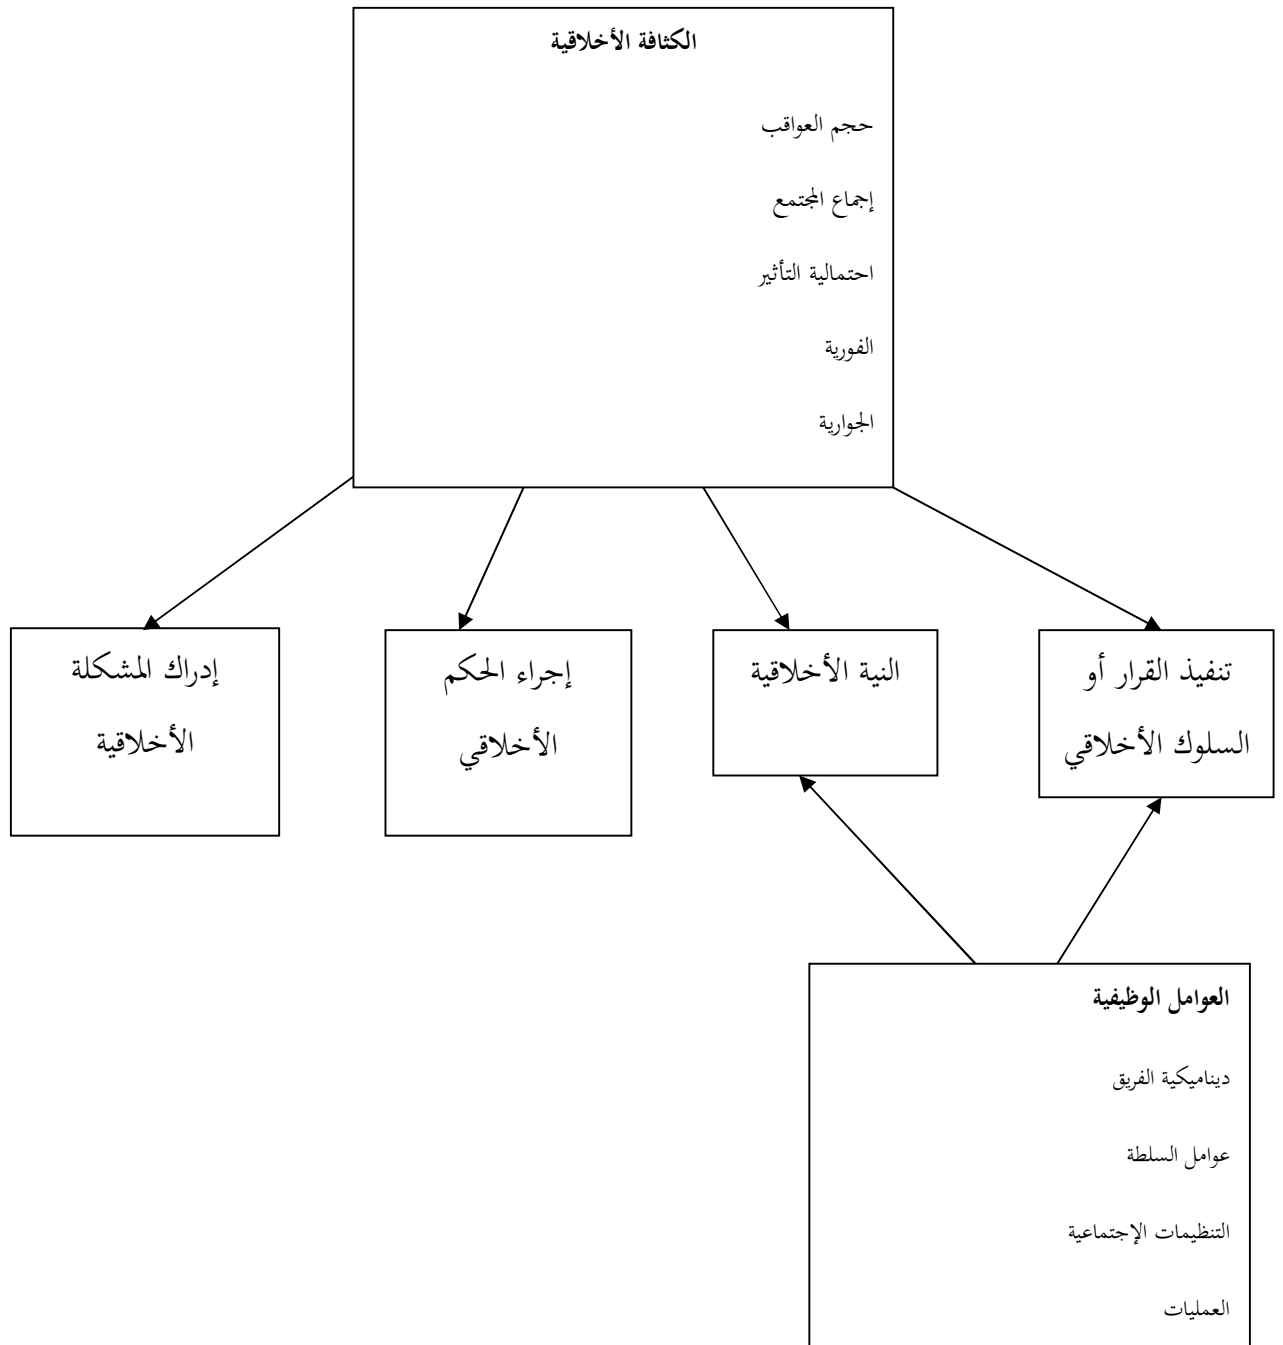 الكثافة الأخلاقية
حجم العواقب
إجماع المجتمع
احتمالية التأثير
الفورية
الجوارية
إدراك المشكلة
الأخلاقية
إجراء الحكم
الأخلاقي
النية الأخلاقية
تنفيذ القرار أو
السلوك الأخلاقي
العوامل الوظيفية
ديناميكية الفريق
عوامل السلطة
التنظيمات الإجتماعية
العمليات